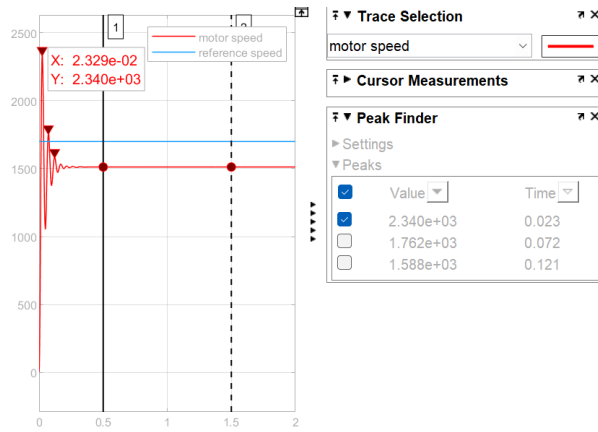 2500
2000
1500
1000
500
0
0
0.5
1
1.5
2
1
motor speed
reference speed
X: 2.329e-02
Y: 2.340e+03
Trace Selection
motor speed
Cursor Measurements
Peak Finder
Settings
Peaks
Value Time
2.340e+03 0.023
1.762e+03 0.072
1.588e+03 0.121